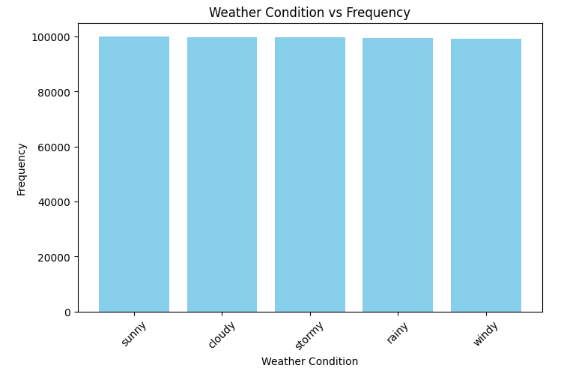 Weather Condition vs Frequency
100000
80000
60000
40000
20000
0
Frequency
sunny
cloudy
stormy
rainy
windy
Weather Condition